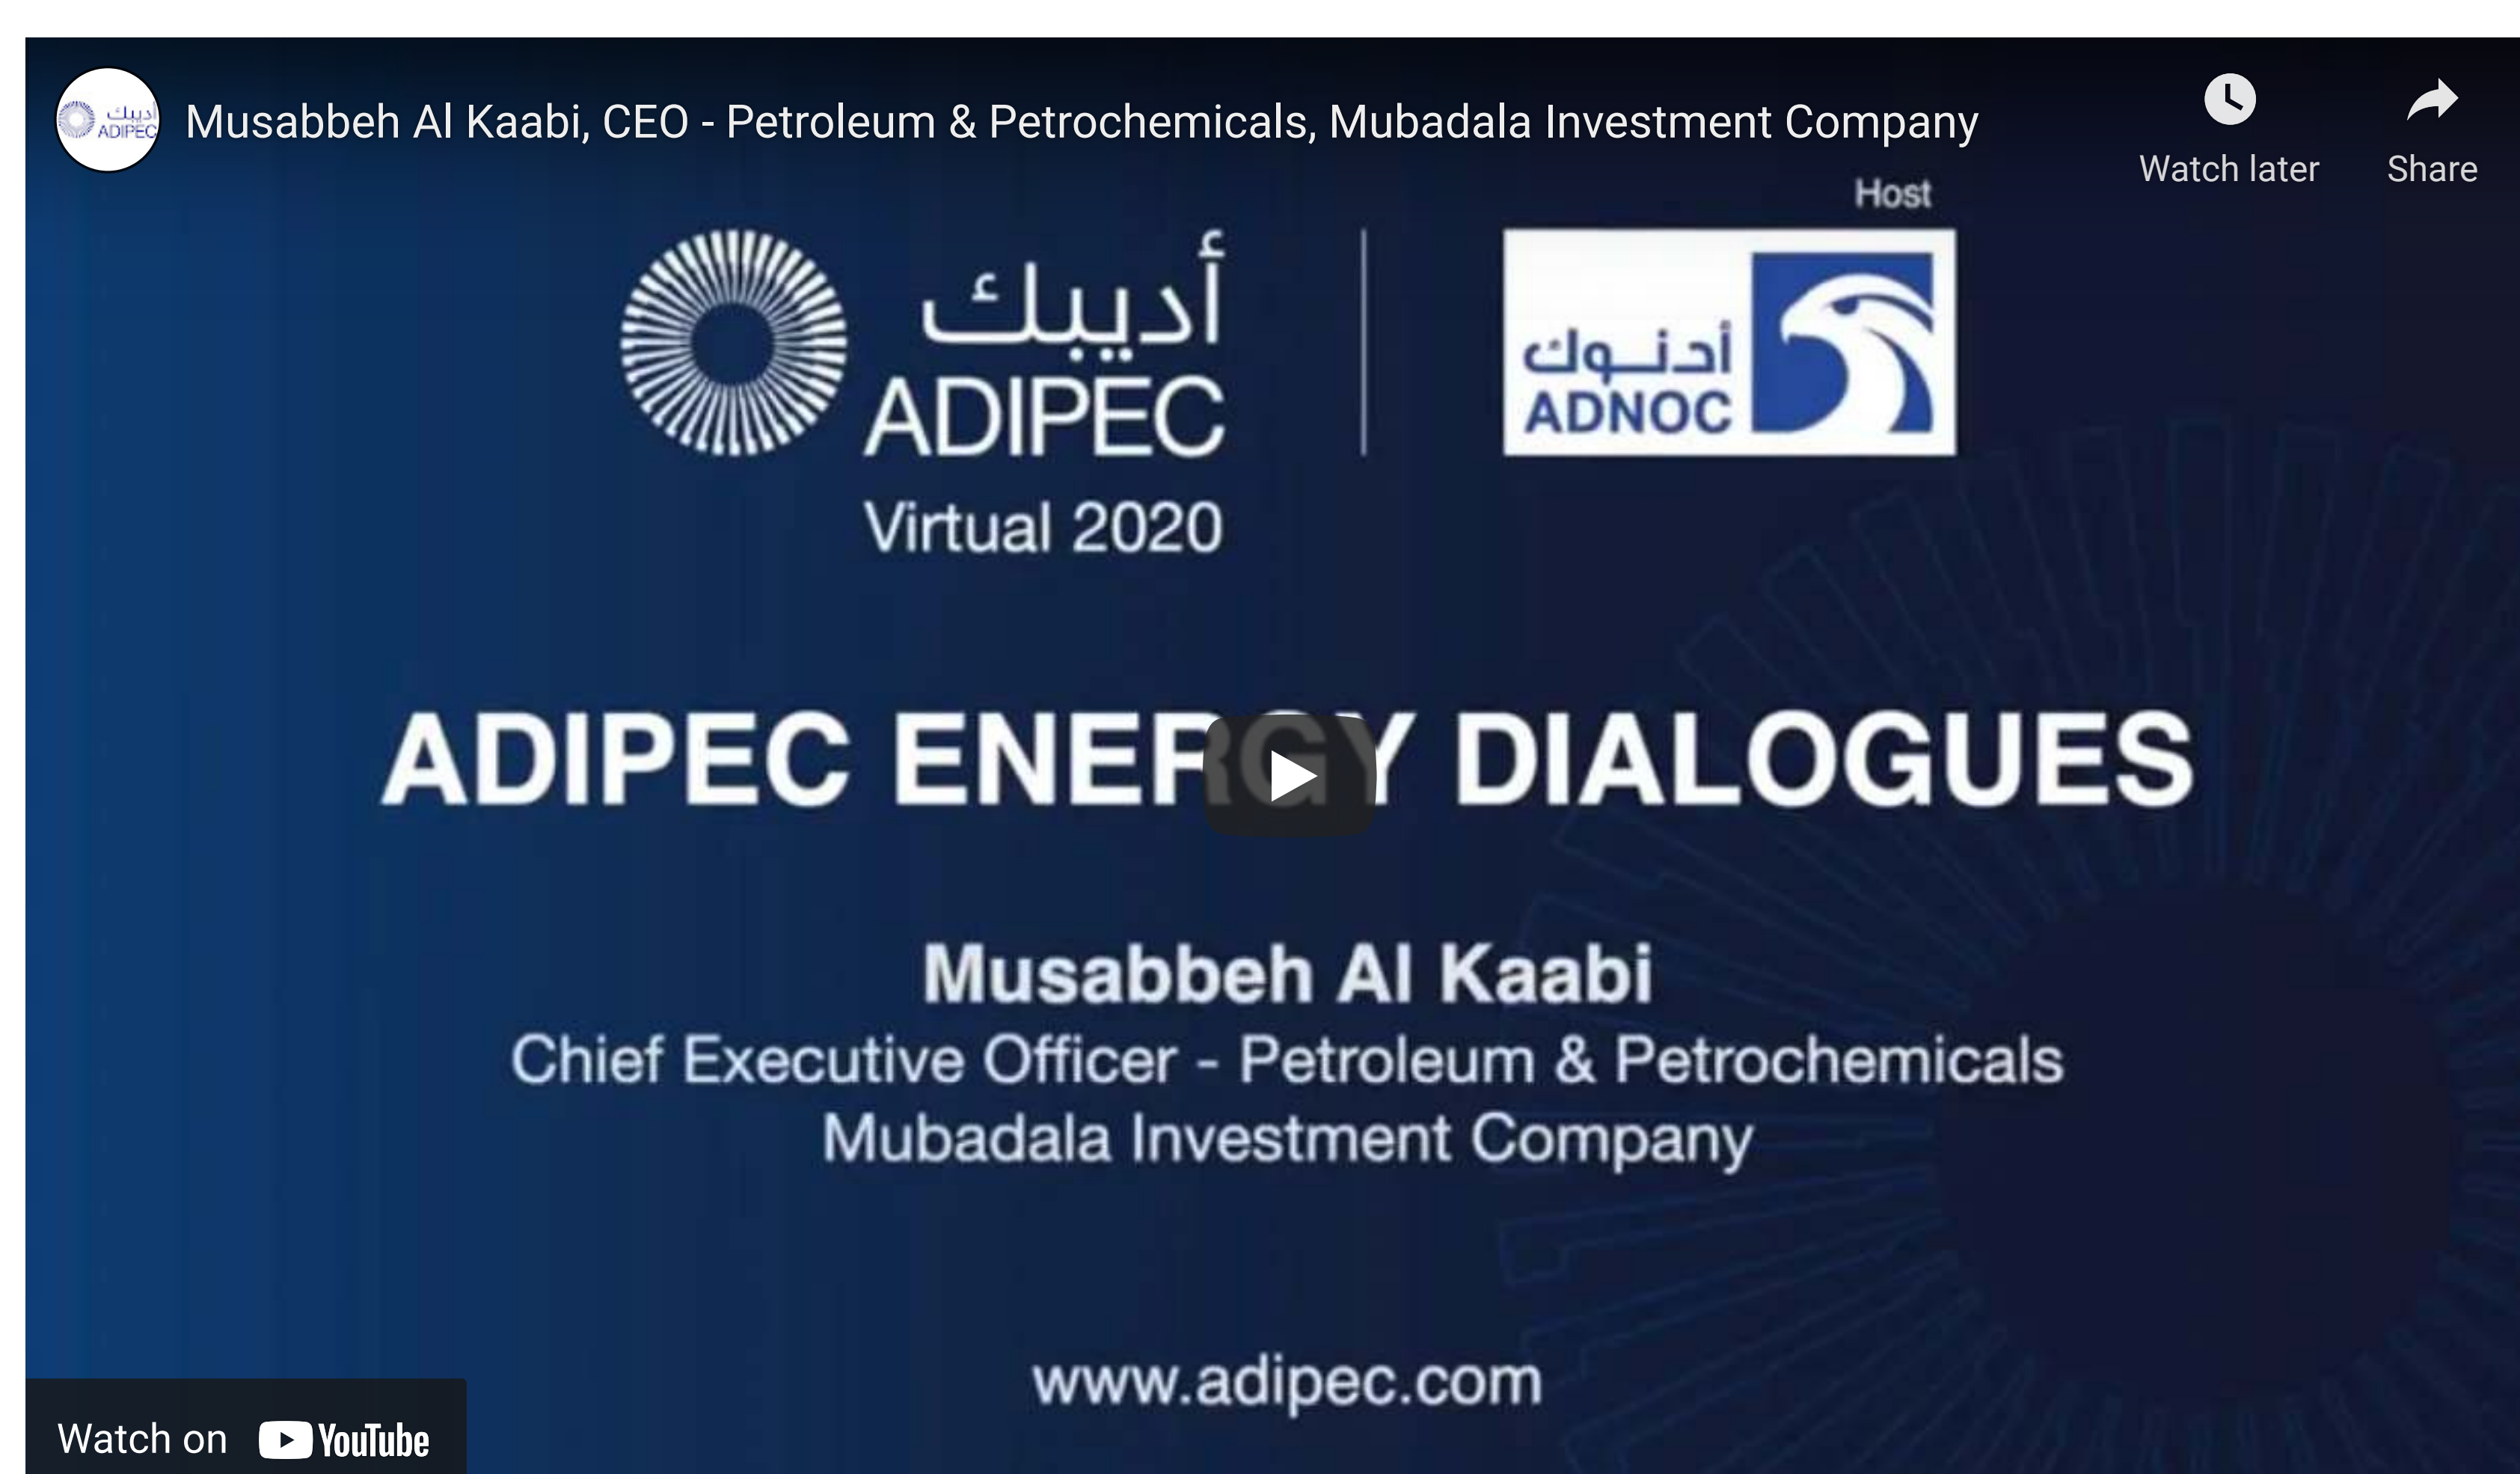 أديبك
ADIPEC
Musabbeh Al Kaabi, CEO - Petroleum & Petrochemicals, Mubadala Investment Company
Watch later
Share
Host
أديبك
ADIPEC
Virtual 2020
أدنوك
ADNOC
ADIPEC ENERGY DIALOGUES
Musabbeh Al Kaabi
Chief Executive Officer - Petroleum & Petrochemicals
Mubadala Investment Company
www.adipec.com
Watch on YouTube